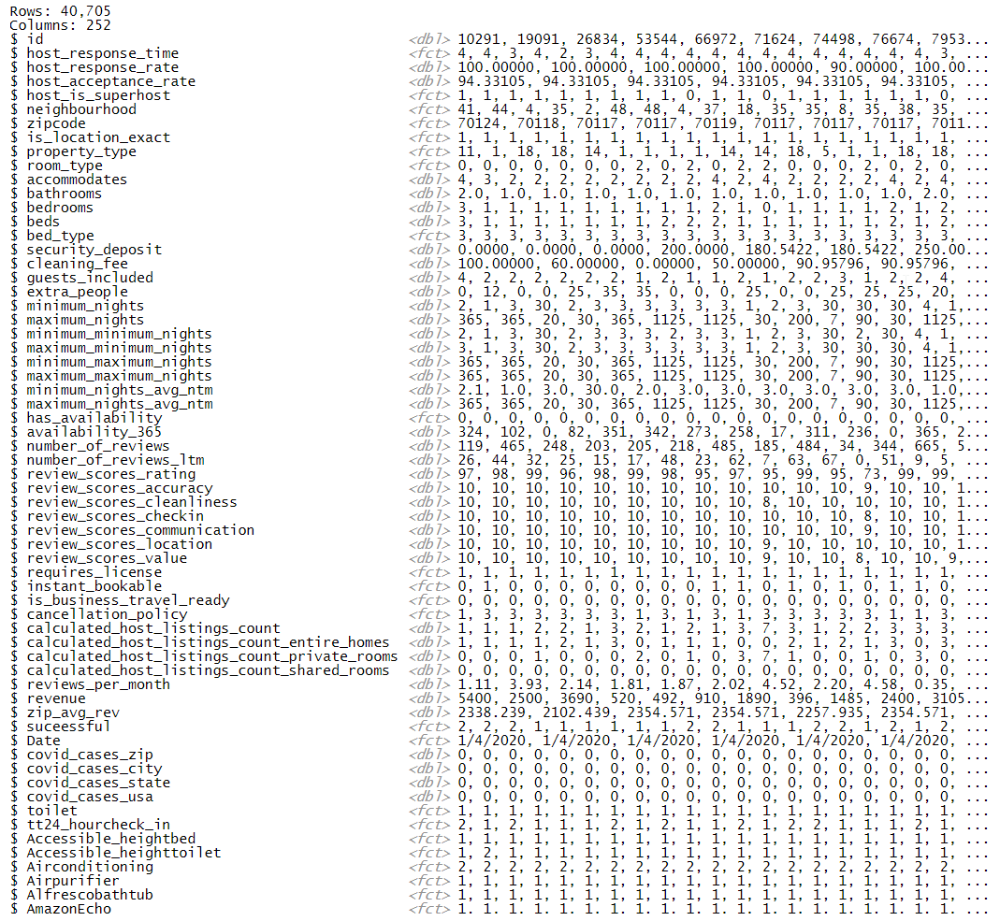 Rows: 40,705
Columns: 252
$ id <dbl> 10291, 19091, 26834, 53544, 66972, 71624, 74498, 76674, 7953...
$ host_response_time <fct> 4, 4, 3, 4, 2, 3, 4, 4, 4, 4, 4, 4, 4, 4, 4, 4, 4, 4, 3, ...
$ host_response_rate <dbl> 100.00000, 100.00000, 100.00000, 100.00000, 90.00000, 100.00...
$ host_acceptance_rate <dbl> 94.33105, 94.33105, 94.33105, 94.33105, 94.33105, 94.33105, ...
$ host_is_superhost <fct> 1, 1, 1, 1, 1, 1, 1, 1, 1, 0, 1, 1, 0, 1, 1, 1, 1, 1, 0, ...
$ neighbourhood <fct> 41, 44, 4, 35, 2, 48, 48, 4, 37, 18, 35, 35, 8, 35, 38, 35, ...
$ zipcode <fct> 70124, 70118, 70117, 70117, 70119, 70117, 70117, 70117, 7011...
$ is_location_exact <fct> 1, 1, 1, 1, 1, 1, 1, 1, 1, 1, 1, 1, 1, 1, 1, 1, 1, 1, 1, ...
$ property_type <fct> 11, 1, 18, 18, 14, 1, 1, 1, 1, 14, 14, 18, 5, 1, 1, 18, 18, ...
$ room_type <fct> 0, 0, 0, 0, 0, 0, 0, 2, 0, 2, 0, 2, 2, 0, 0, 0, 2, 0, 2, 0, ...
$ accommodates <dbl> 4, 3, 2, 2, 2, 2, 2, 2, 2, 2, 4, 2, 4, 2, 2, 2, 2, 4, 2, 4, ...
$ bathrooms <dbl> 2.0, 1.0, 1.0, 1.0, 1.0, 1.0, 1.0, 1.0, 1.0, 1.0, 1.0, 2.0, ...
$ bedrooms <dbl> 3, 1, 1, 1, 1, 1, 1, 1, 1, 1, 2, 1, 0, 1, 1, 1, 1, 2, 1, 2, ...
$ beds <dbl> 3, 1, 1, 1, 1, 1, 1, 1, 2, 2, 2, 1, 1, 1, 1, 1, 1, 2, 1, 2, ...
$ bed_type <fct> 3, 3, 3, 3, 3, 3, 3, 3, 3, 3, 3, 3, 3, 3, 3, 3, 3, 3, 3, 3, ...
$ security_deposit <dbl> 0.0000, 0.0000, 0.0000, 200.0000, 180.5422, 180.5422, 250.00...
$ cleaning_fee <dbl> 100.00000, 60.00000, 0.00000, 50.00000, 90.95796, 90.95796, ...
$ guests_included <dbl> 4, 2, 2, 2, 2, 2, 2, 1, 2, 1, 1, 2, 1, 2, 2, 3, 1, 2, 2, 4, ...
$ extra_people <dbl> 0, 12, 0, 0, 25, 35, 35, 0, 0, 0, 25, 0, 0, 25, 25, 25, 20, ...
$ minimum_nights <dbl> 2, 1, 3, 30, 2, 3, 3, 3, 3, 3, 3, 1, 2, 3, 30, 30, 30, 4, 1,...
$ maximum_nights <dbl> 365, 365, 20, 30, 365, 1125, 1125, 30, 200, 7, 90, 30, 1125,...
$ minimum_minimum_nights <dbl> 2, 1, 3, 30, 2, 3, 3, 3, 2, 3, 3, 1, 2, 3, 30, 2, 30, 4, 1,...
$ maximum_minimum_nights <dbl> 3, 1, 3, 30, 2, 3, 3, 3, 3, 3, 3, 1, 2, 3, 30, 30, 30, 4, 1,...
$ minimum_maximum_nights <dbl> 365, 365, 20, 30, 365, 1125, 1125, 30, 200, 7, 90, 30, 1125,...
$ maximum_maximum_nights <dbl> 365, 365, 20, 30, 365, 1125, 1125, 30, 200, 7, 90, 30, 1125,...
$ minimum_nights_avg_ntm <dbl> 2.1, 1.0, 3.0, 30.0, 2.0, 3.0, 3.0, 3.0, 3.0, 3.0, 3.0, 1.0,...
$ maximum_nights_avg_ntm <dbl> 365, 365, 20, 30, 365, 1125, 1125, 30, 200, 7, 90, 30, 1125,...
$ has_availability <fct> 0, 0, 0, 0, 0, 0, 0, 0, 0, 0, 0, 0, 0, 0, 0, 0, 0, 0, 0, 0, ...
$ availability_365 <dbl> 324, 102, 0, 82, 351, 342, 273, 258, 17, 311, 236, 0, 365, 2...
$ number_of_reviews <dbl> 119, 465, 248, 203, 205, 218, 485, 185, 484, 34, 344, 665, 5...
$ number_of_reviews_ltm <dbl> 26, 44, 32, 25, 15, 17, 48, 23, 62, 7, 63, 67, 0, 51, 9, 5, ...
$ review_scores_rating <dbl> 97, 98, 99, 96, 98, 99, 98, 95, 97, 95, 99, 95, 73, 99, 99, ...
$ review_scores_accuracy <dbl> 10, 10, 10, 10, 10, 10, 10, 10, 10, 10, 10, 10, 9, 10, 10, 1...
$ review_scores_cleanliness <dbl> 10, 10, 10, 10, 10, 10, 10, 10, 10, 8, 10, 10, 10, 10, 10, 1...
$ review_scores_checkin <dbl> 10, 10, 10, 10, 10, 10, 10, 10, 10, 10, 10, 10, 8, 10, 10, 1...
$ review_scores_communication <dbl> 10, 10, 10, 10, 10, 10, 10, 10, 10, 10, 10, 10, 9, 10, 10, 1...
$ review_scores_location <dbl> 10, 10, 10, 10, 10, 10, 10, 10, 10, 9, 10, 10, 10, 10, 10, 1...
$ review_scores_value <dbl> 10, 10, 10, 10, 10, 10, 10, 10, 10, 9, 10, 10, 8, 10, 10, 9,...
$ requires_license <fct> 1, 1, 1, 1, 1, 1, 1, 1, 1, 1, 1, 1, 1, 1, 1, 1, 1, 1, 1, 1, ...
$ instant_bookable <fct> 0, 1, 0, 0, 0, 0, 0, 0, 0, 0, 1, 1, 0, 1, 0, 1, 0, 1, 1, 0, ...
$ is_business_travel_ready <fct> 0, 0, 0, 0, 0, 0, 0, 0, 0, 0, 0, 0, 0, 0, 0, 0, 0, 0, 0, 0, ...
$ cancellation_policy <fct> 1, 3, 3, 3, 3, 3, 3, 1, 3, 1, 3, 1, 3, 3, 3, 3, 3, 1, 1, 3, ...
$ calculated_host_listings_count <dbl> 1, 1, 1, 2, 2, 1, 3, 2, 1, 2, 1, 3, 7, 3, 1, 2, 2, 3, 3, 3, ...
$ calculated_host_listings_count_entire_homes <dbl> 1, 1, 1, 1, 2, 1, 3, 0, 1, 1, 1, 0, 0, 2, 1, 2, 1, 3, 0, 3, ...
$ calculated_host_listings_count_private_rooms <dbl> 0, 0, 0, 1, 0, 0, 0, 2, 0, 1, 0, 3, 7, 1, 0, 0, 1, 0, 3, 0, ...
$ calculated_host_listings_count_shared_rooms <dbl> 0, 0, 0, 0, 0, 0, 0, 0, 0, 0, 0, 0, 0, 0, 0, 0, 0, 0, 0, 0, ...
$ reviews_per_month <dbl> 1.11, 3.93, 2.14, 1.81, 1.87, 2.02, 4.52, 2.20, 4.58, 0.35, ...
$ revenue <dbl> 5400, 2500, 3690, 520, 492, 910, 1890, 396, 1485, 2400, 3105...
$ zip_avg_rev <dbl> 2338.239, 2102.439, 2354.571, 2354.571, 2257.935, 2354.571, ...
$ suceessful <fct> 2, 2, 2, 1, 1, 1, 1, 1, 1, 2, 2, 1, 1, 1, 2, 2, 1, 2, 1, 2, ...
$ Date <fct> 1/4/2020, 1/4/2020, 1/4/2020, 1/4/2020, 1/4/2020, 1/4/2020, ...
$ covid_cases_zip <dbl> 0, 0, 0, 0, 0, 0, 0, 0, 0, 0, 0, 0, 0, 0, 0, 0, 0, 0, 0, 0, ...
$ covid_cases_city <dbl> 0, 0, 0, 0, 0, 0, 0, 0, 0, 0, 0, 0, 0, 0, 0, 0, 0, 0, 0, 0, ...
$ covid_cases_state <dbl> 0, 0, 0, 0, 0, 0, 0, 0, 0, 0, 0, 0, 0, 0, 0, 0, 0, 0, 0, 0, ...
$ covid_cases_usa <dbl> 0, 0, 0, 0, 0, 0, 0, 0, 0, 0, 0, 0, 0, 0, 0, 0, 0, 0, 0, 0, ...
$ toilet <fct> 1, 1, 1, 1, 1, 1, 1, 1, 1, 1, 1, 1, 1, 1, 1, 1, 1, 1, 1, 1, ...
$ tt24_hourcheck_in <fct> 2, 1, 2, 1, 1, 1, 2, 1, 2, 1, 1, 2, 1, 2, 2, 1, 1, 1, 2, 1, ...
$ Accessible_heightbed <fct> 1, 1, 1, 1, 1, 1, 1, 1, 1, 1, 1, 1, 1, 1, 1, 1, 1, 1, 1, 1, ...
$ Accessible_heighttoilet <fct> 1, 2, 1, 1, 1, 1, 1, 1, 1, 1, 1, 1, 1, 1, 1, 1, 1, 1, 1, 1, ...
$ Airconditioning <fct> 2, 2, 2, 2, 2, 2, 2, 2, 2, 2, 2, 2, 2, 2, 2, 2, 2, 2, 2, 2, ...
$ Airpurifier <fct> 1, 1, 1, 1, 1, 1, 1, 1, 1, 1, 1, 1, 1, 1, 1, 1, 1, 1, 1, 1, ...
$ Alfrescobathtub <fct> 1, 1, 1, 1, 1, 1, 1, 1, 1, 1, 1, 1, 1, 1, 1, 1, 1, 1, 1, 1, ...
$ AmazonEcho <fct> 1, 1, 1, 1, 1, 1, 1, 1, 1, 1, 1, 1, 1, 1, 1, 1, 1, 1, 1, 1, ...